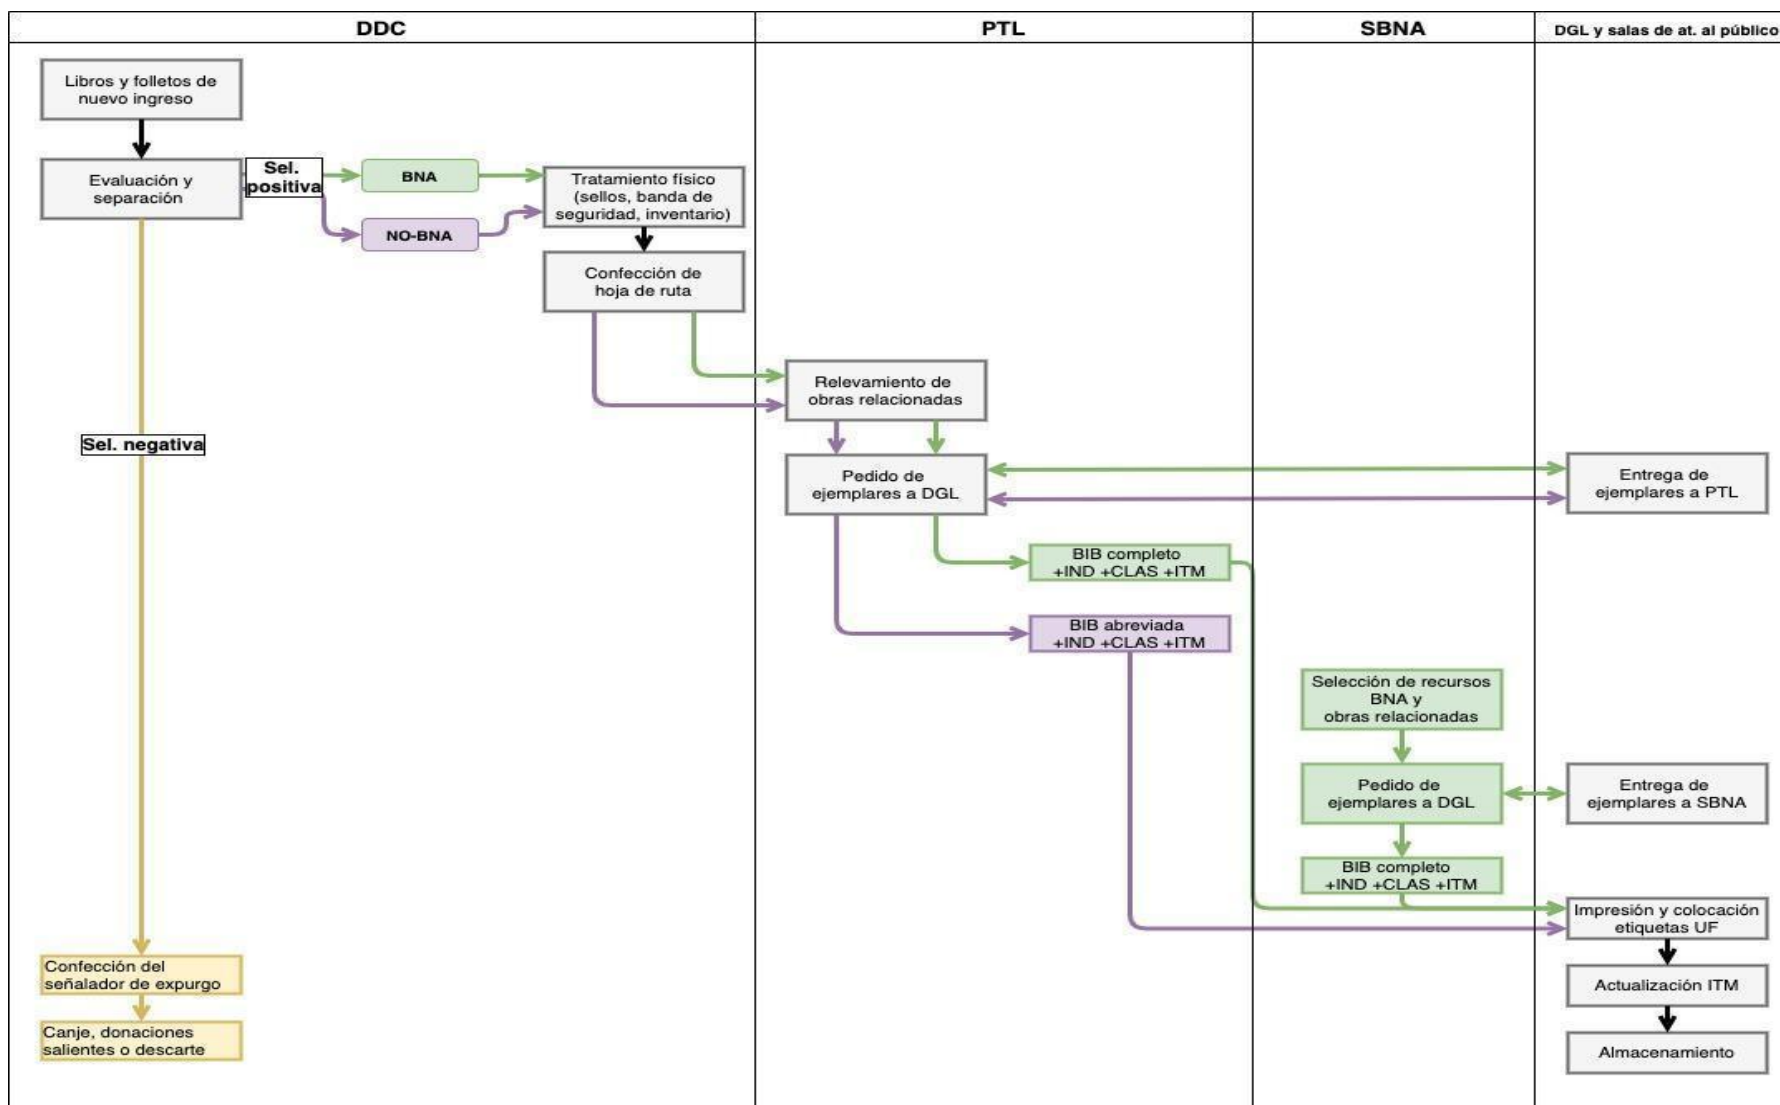 DDC
PTL
SBNA
DGL y salas de at. al público
Libros y folletos de
nuevo ingreso
Evaluación y
separación
Sel.
positiva
BNA
NO-BNA
Tratamiento físico
(sellos, banda de
seguridad, inventario)
Confección de
hoja de ruta
Relevamiento de
obras relacionadas
Sel. negativa
Pedido de
ejemplares a DGL
Entrega de
ejemplares a PTL
BIB completo
+IND +CLAS +ITM
BIB abreviada
+IND +CLAS +ITM
Selección de recursos
BNA y
obras relacionadas
Pedido de
ejemplares a DGL
Entrega de
ejemplares a SBNA
BIB completo
+IND +CLAS +ITM
Impresión y colocación
etiquetas UF
Confección del
señalador de expurgo
Actualización ITM
Canje, donaciones
salientes o descarte
Almacenamiento